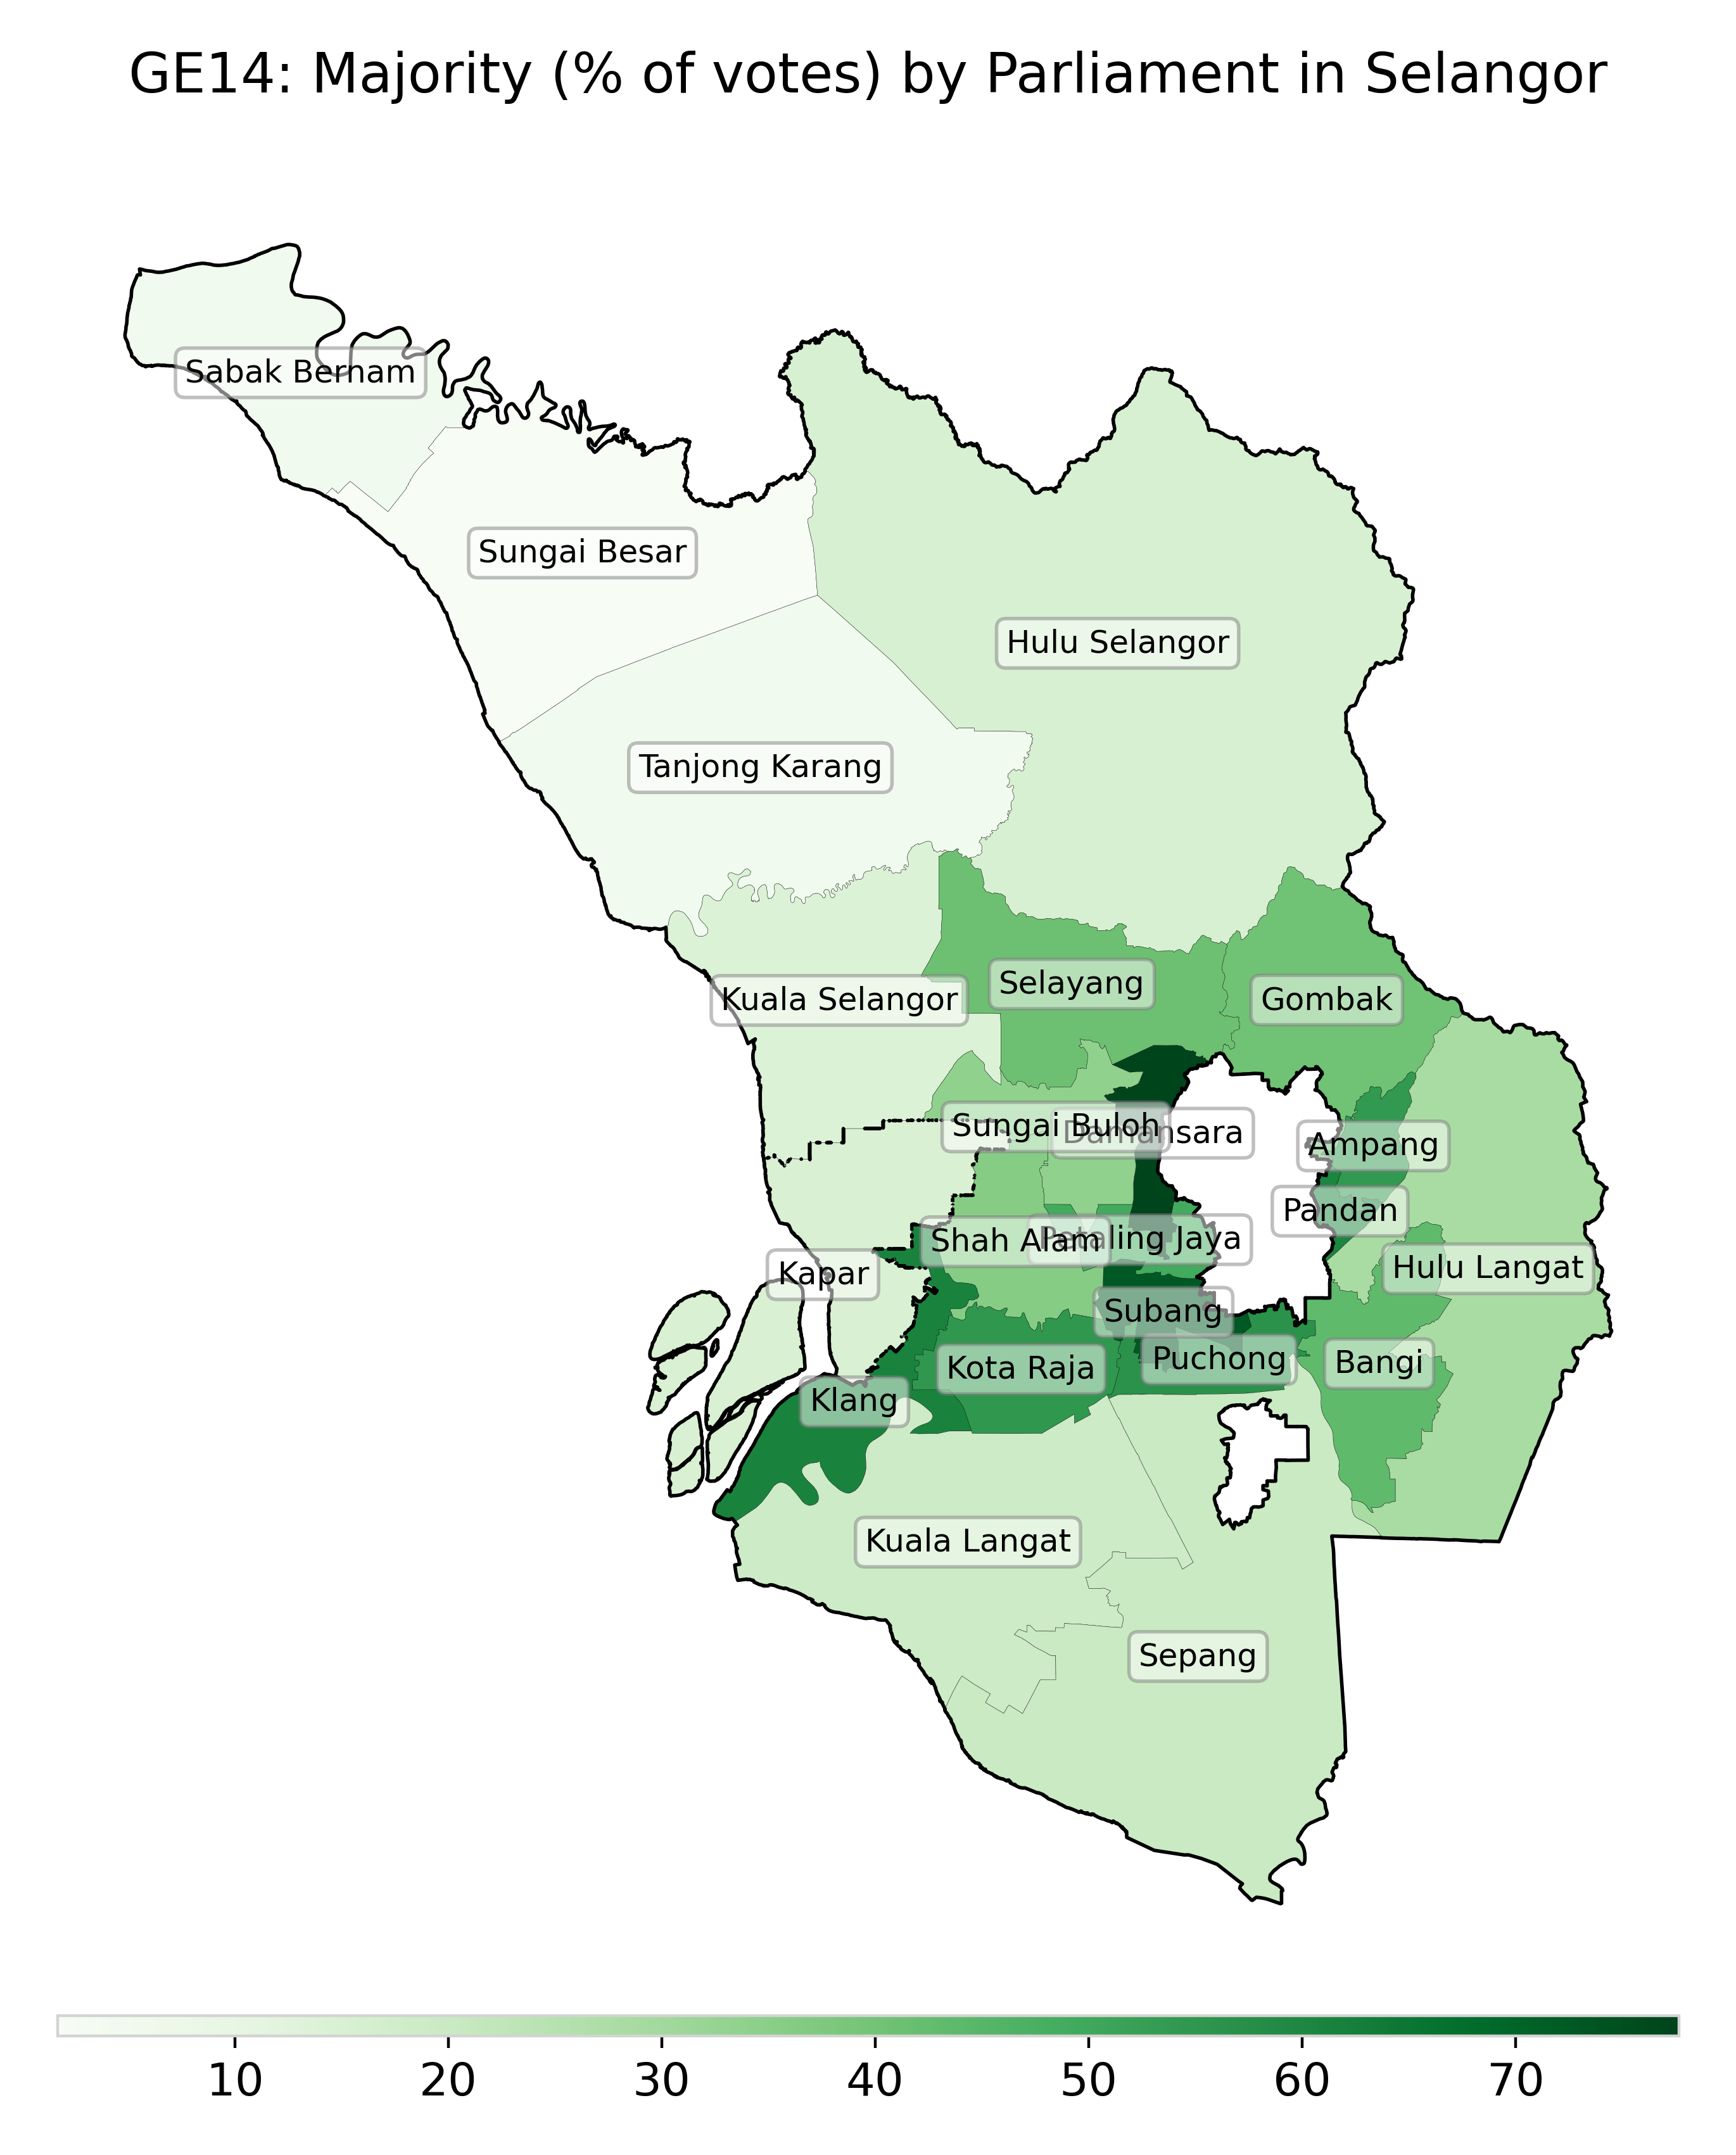 GE14: Majority (% of votes) by Parliament in Selangor
Sabak Bernam
Sungai Besar
Hulu Selangor
Tanjong Karang
Selayang
Kuala Selangor
Gombak
Sungai Buloh
Damansara
Ampang
Pandan
Shah Alam
Petaling Jaya
Hulu Langat
Kapar
Subang
Puchong
Bangi
Kota Raja
Klang
Kuala Langat
Sepang
10 20 30 40 50 60 70